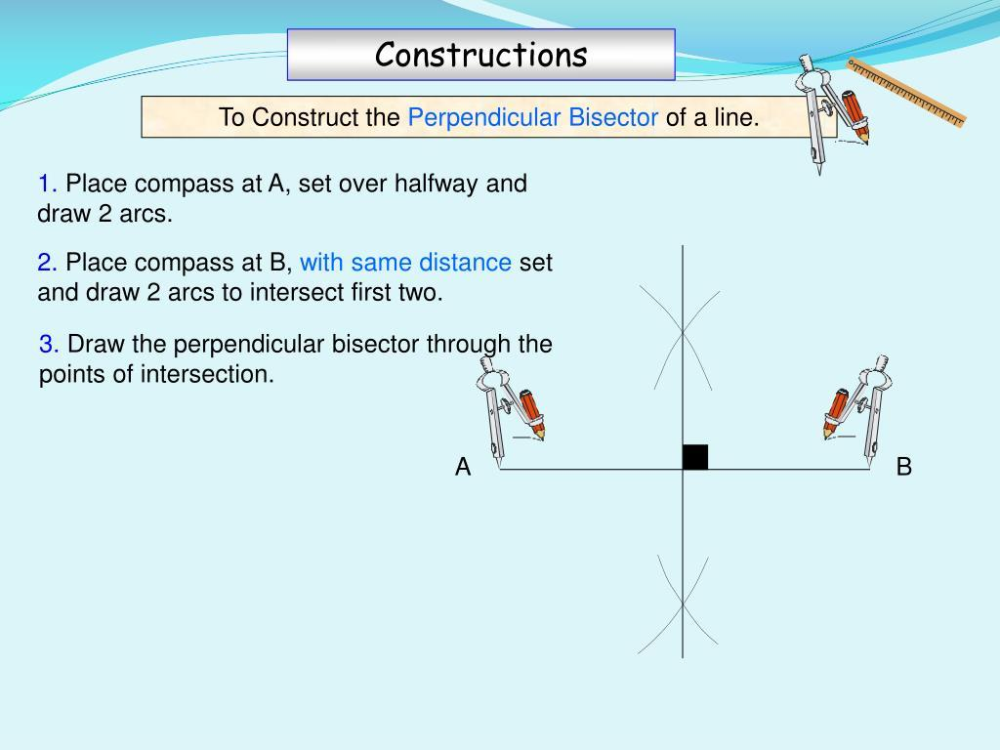 Constructions
To Construct the Perpendicular Bisector of a line.
1. Place compass at A, set over halfway and
draw 2 arcs.
2. Place compass at B, with same distance set
and draw 2 arcs to intersect first two.
3. Draw the perpendicular bisector through the
points of intersection.
A
B